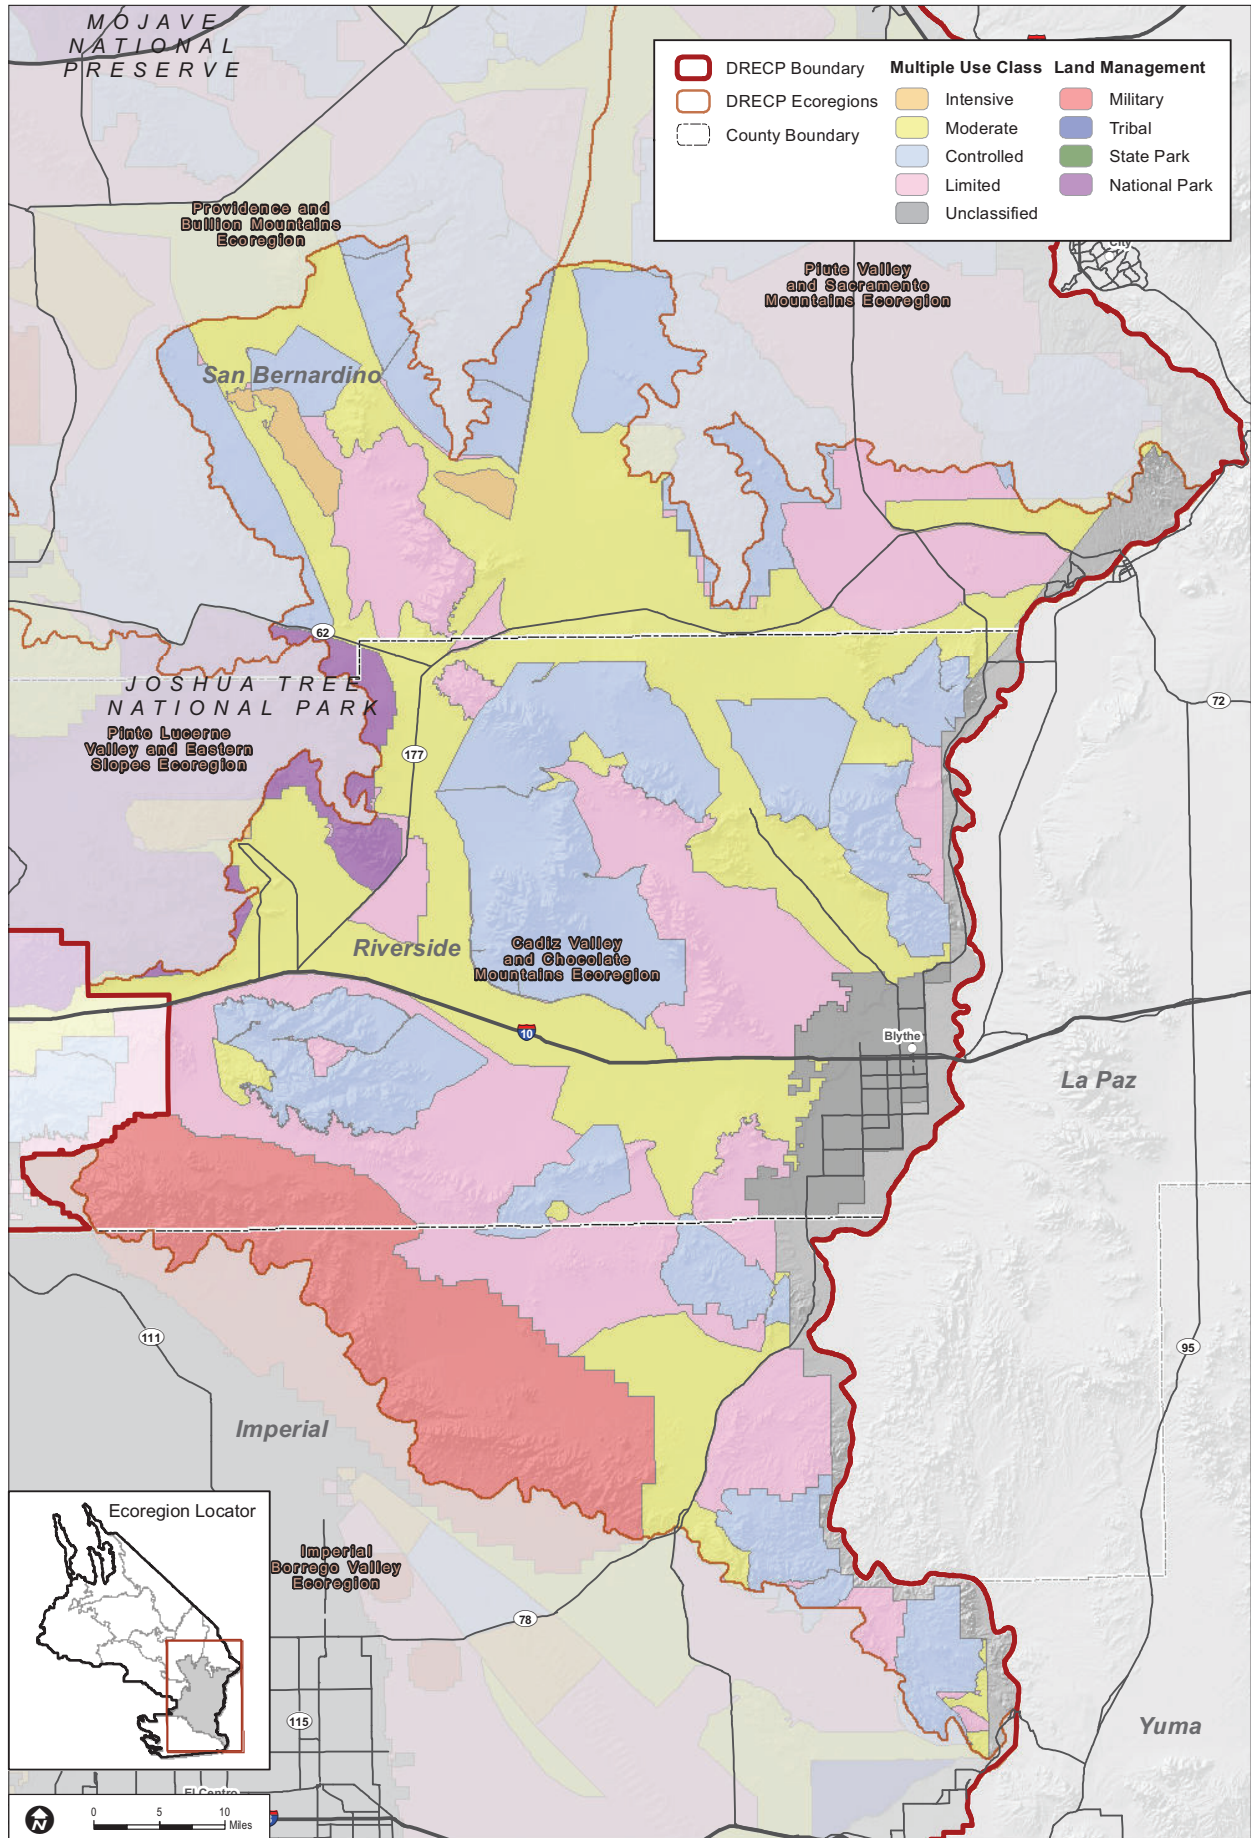 MOJAVE
NATIONAL
PRESERVE
DRECP Boundary
DRECP Ecoregions
County Boundary
Multiple Use Class
Intensive
Moderate
Controlled
Limited
Unclassified
Land Management
Military
Tribal
State Park
National Park
Providence and
Bullion Mountains
Ecoregion
City
Piute Valley
and Sacramento
Mountains Ecoregion
San Bernardino
62
JOSHUA TREE
NATIONAL PARK
Pinto Lucerne
Valley and Eastern
Slopes Ecoregion
72
177
Riverside
Cadiz Valley
and Chocolate
Mountains Ecoregion
10
Blythe
La Paz
111
95
Imperial
Ecoregion Locator
Imperial
Borrego Valley
Ecoregion
78
115
Yuma
El Centro
0 5 10
Miles
N